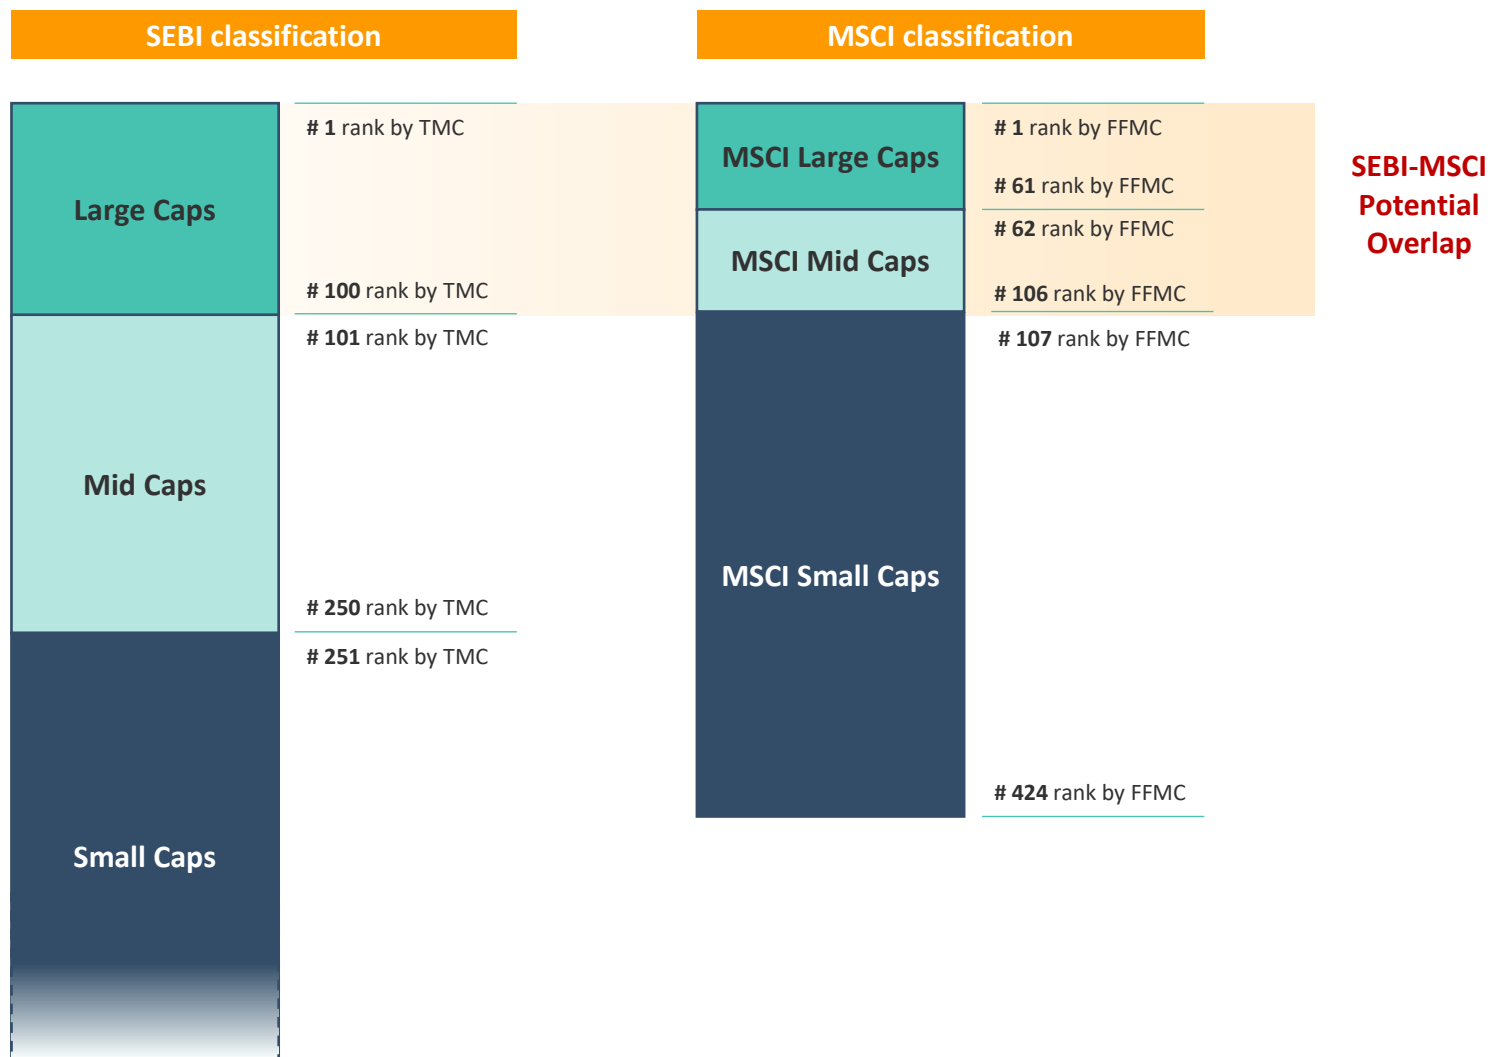 SEBI classification
MSCI classification
Large Caps
# 1 rank by TMC
# 100 rank by TMC
Mid Caps
# 101 rank by TMC
# 250 rank by TMC
Small Caps
# 251 rank by TMC
MSCI Large Caps
# 1 rank by FFMC
# 61 rank by FFMC
MSCI Mid Caps
# 62 rank by FFMC
# 106 rank by FFMC
MSCI Small Caps
# 107 rank by FFMC
# 424 rank by FFMC
SEBI-MSCI
Potential
Overlap